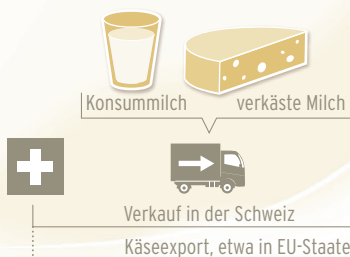 Konsummilch verkäste Milch
Verkauf in der Schweiz
Käseexport, etwa in EU-Staate